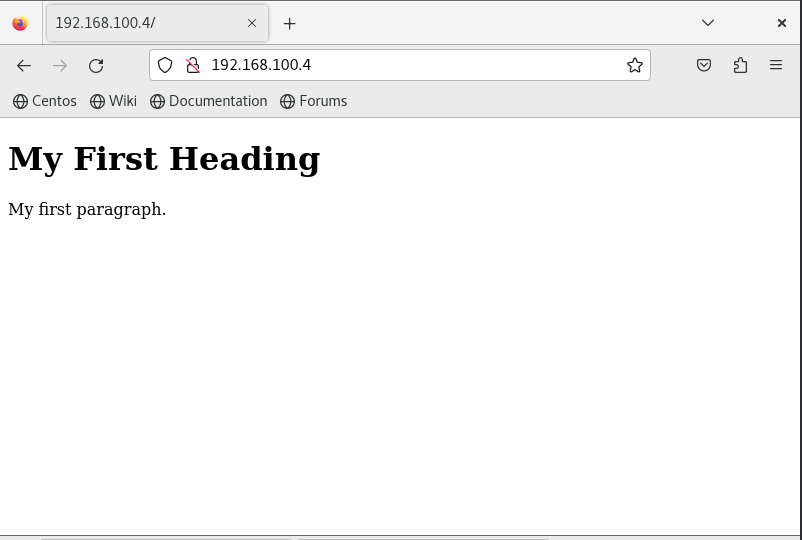 192.168.100.4/
192.168.100.4
Centos Wiki Documentation Forums
My First Heading
My first paragraph.